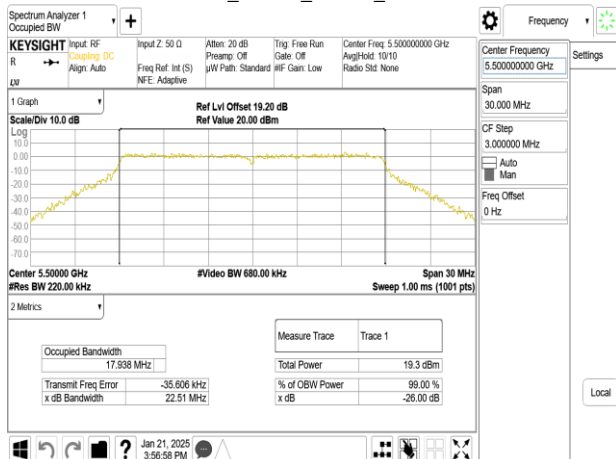 Spectrum Analyzer 1
Occupied BW
Frequency
KEYSIGHT
R
LXI
Input: RF
Coupling: DC
Align: Auto
Input Z: 50 Ω
Freq Ref: Int (S)
NFE: Adaptive
Atten: 20 dB
Preamp: Off
µW Path: Standard
Trig: Free Run
Gate: Off
#IF Gain: Low
Center Freq: 5.500000000 GHz
Avg|Hold: 10/10
Radio Std: None
Center Frequency
5.500000000 GHz
Settings
Span
30.000 MHz
CF Step
3.000000 MHz
Auto
Man
Freq Offset
0 Hz
Local
1 Graph
Scale/Div 10.0 dB
Ref Lvl Offset 19.20 dB
Ref Value 20.00 dBm
Log
10.0
0.00
-10.0
-20.0
-30.0
-40.0
-50.0
-60.0
-70.0
Center 5.50000 GHz
#Video BW 680.00 kHz
Span 30 MHz
#Res BW 220.00 kHz
Sweep 1.00 ms (1001 pts)
2 Metrics
Occupied Bandwidth
17.938 MHz
Transmit Freq Error -35.606 kHz
x dB Bandwidth 22.51 MHz
Measure Trace Trace 1
Total Power 19.3 dBm
% of OBW Power 99.00 %
x dB -26.00 dB
?
Jan 21, 2025
3:56:58 PM